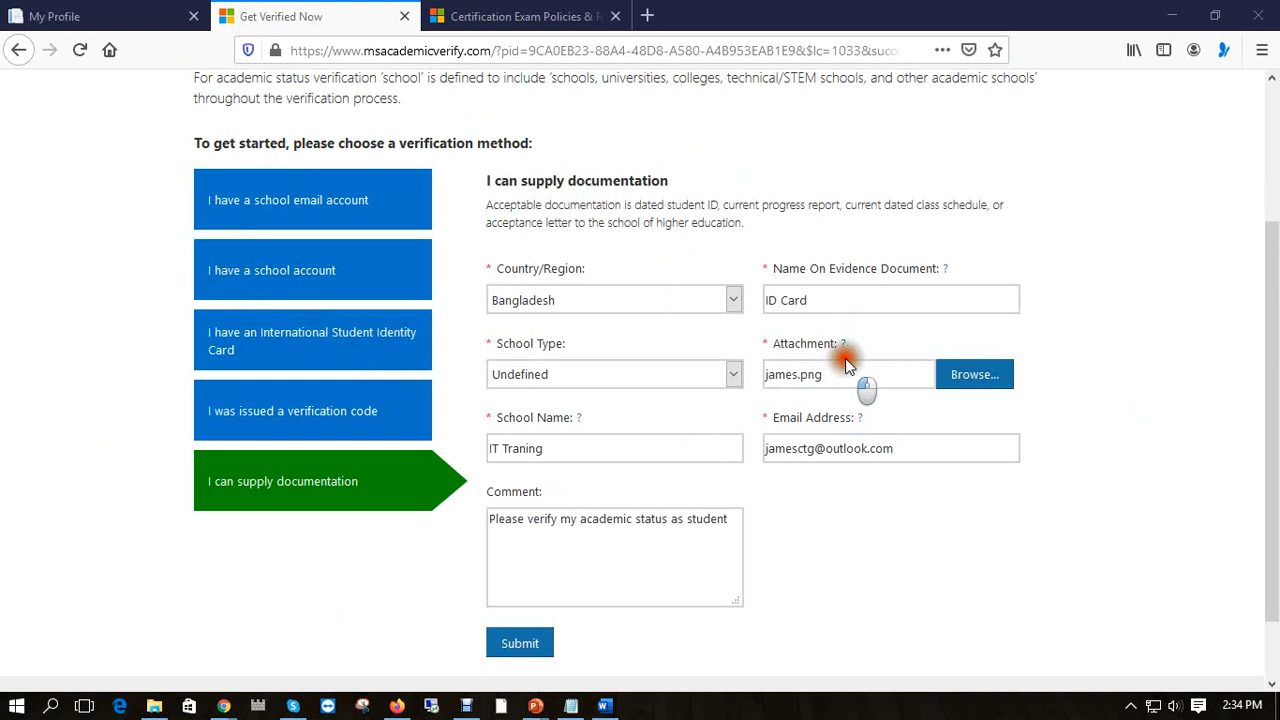 My Profile
Get Verified Now
Certification Exam Policies &
https://www.msacademicverify.com/?pid=9CA0EB23-88A4-48D8-A580-A4B953EAB1E9&$lc=1033&succ
For academic status verification 'school' is defined to include 'schools, universities, colleges, technical/STEM schools, and other academic schools'
throughout the verification process.
To get started, please choose a verification method:
I have a school email account
I have a school account
I have an International Student Identity
Card
I was issued a verification code
I can supply documentation
I can supply documentation
Acceptable documentation is dated student ID, current progress report, current dated class schedule, or
acceptance letter to the school of higher education.
* Country/Region:
Bangladesh
* Name On Evidence Document: ?
ID Card
* School Type:
Undefined
* Attachment: ?
james.png
Browse...
* School Name: ?
IT Traning
* Email Address: ?
jamesctg@outlook.com
Comment:
Please verify my academic status as student
Submit
2:34 PM